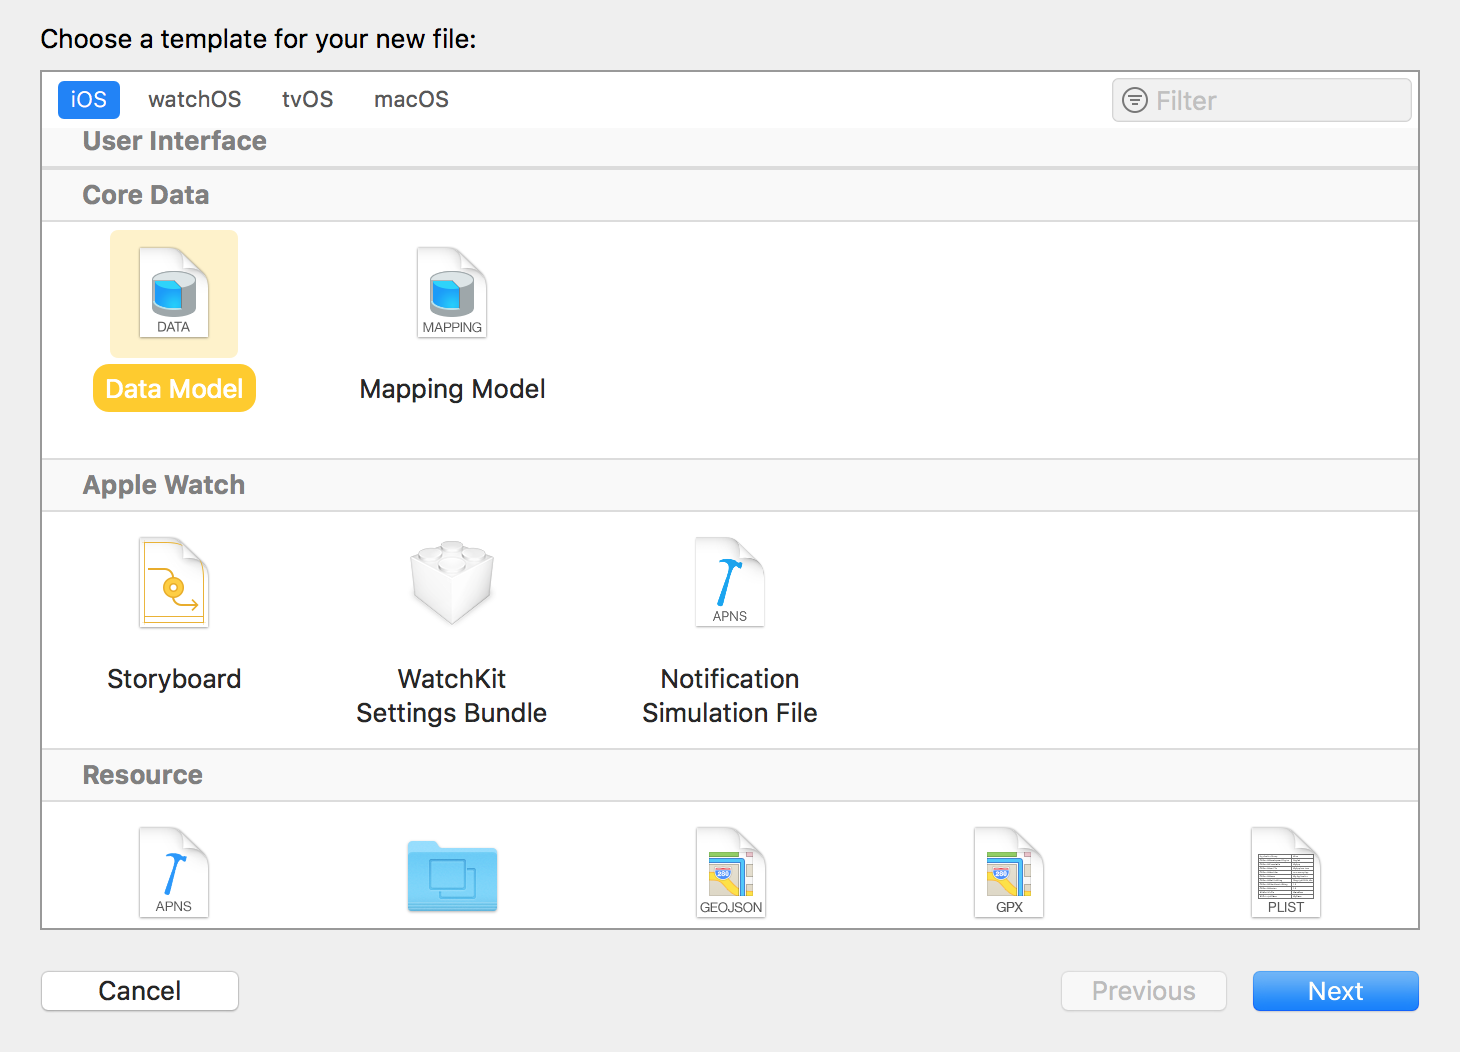 Choose a template for your new file:
iOS watchOS tvOS macOS Filter
User Interface
Core Data
DATA MAPPING
Data Model Mapping Model
Apple Watch
APNS
Storyboard WatchKit Notification
Settings Bundle Simulation File
Resource
280 280
APNS GEOJSON GPX PLIST
Cancel Previous Next